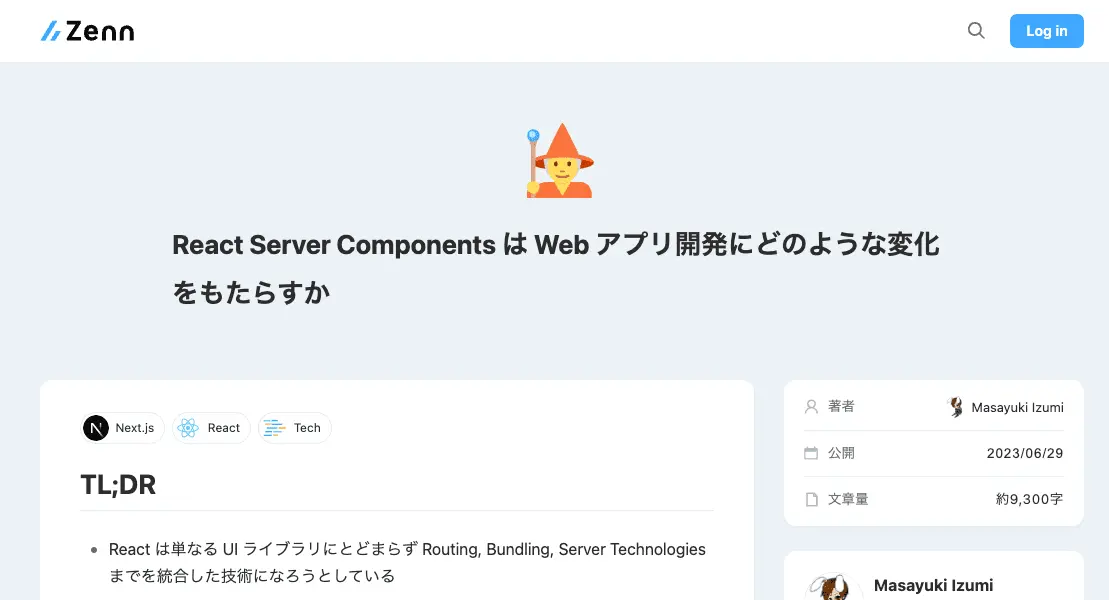 Zenn
Log in
React Server Components は Web アプリ開発にどのような変化
をもたらすか
Next.js React Tech
TL;DR
React は単なる UI ライブラリにとどまらず Routing, Bundling, Server Technologies
までを統合した技術になろうとしている
著者 Masayuki Izumi
公開 2023/06/29
文章量 約9,300字
Masayuki Izumi